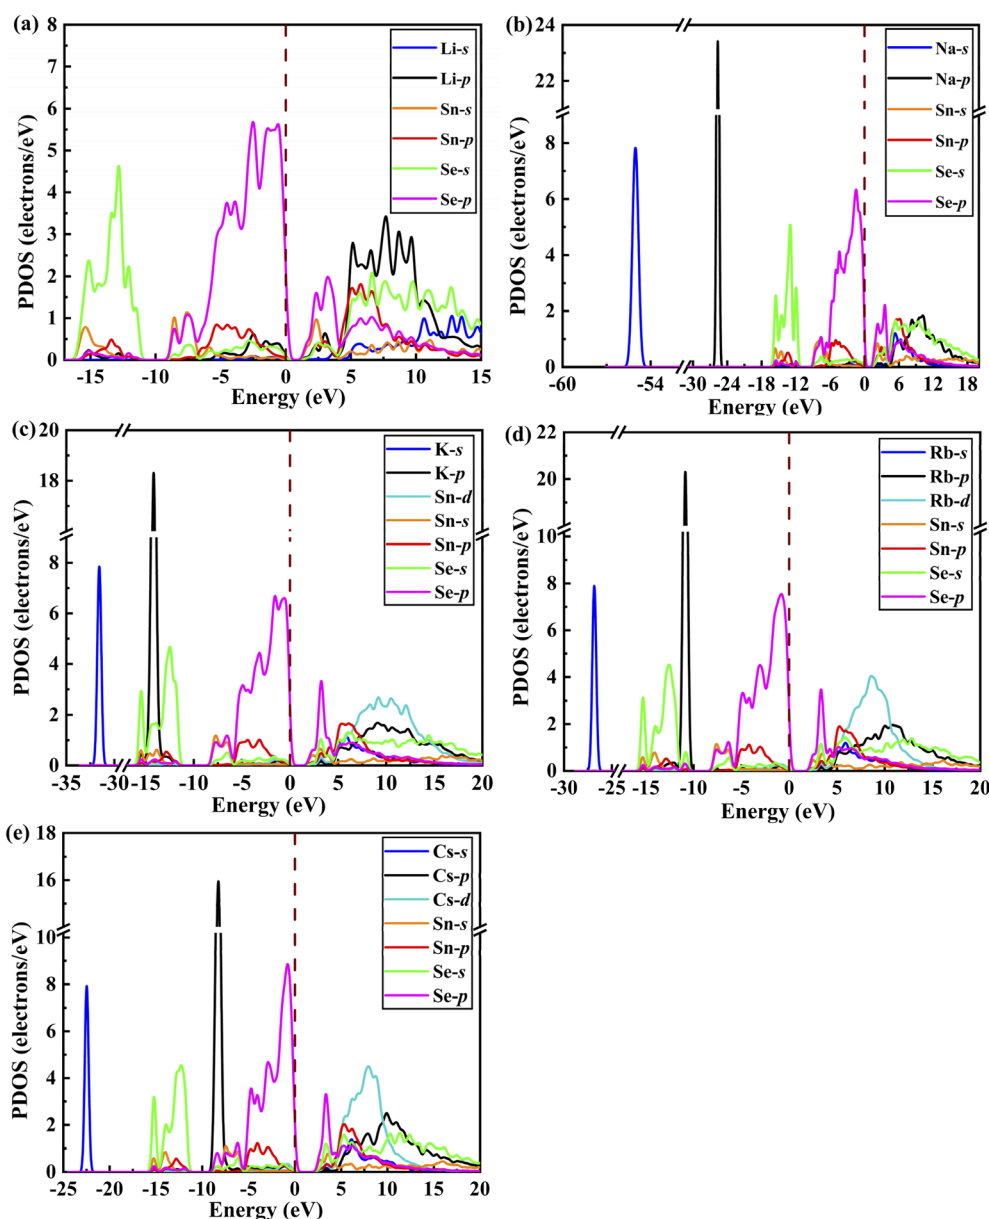 (a)
8
7
6
5
4
3
2
1
0
PDOS (electrons/eV)
-15
-10
-5
0
5
10
15
Energy (eV)
Li-s
Li-p
Sn-s
Sn-p
Se-s
Se-p
(b)
24
22
8
6
4
2
0
PDOS (electrons/eV)
-60
-54
-30
-24
-18
-12
-6
0
6
12
18
Energy (eV)
Na-s
Na-p
Sn-s
Sn-p
Se-s
Se-p
(c)
20
18
8
6
4
2
0
PDOS (electrons/eV)
-35
-30
-15
-10
-5
0
5
10
15
20
Energy (eV)
K-s
K-p
Sn-d
Sn-s
Sn-p
Se-s
Se-p
(d)
22
20
10
8
6
4
2
0
PDOS (electrons/eV)
-30
-25
-15
-10
-5
0
5
10
15
20
Energy (eV)
Rb-s
Rb-p
Rb-d
Sn-s
Sn-p
Se-s
Se-p
(e)
18
16
10
8
6
4
2
0
PDOS (electrons/eV)
-25
-20
-15
-10
-5
0
5
10
15
20
Energy (eV)
Cs-s
Cs-p
Cs-d
Sn-s
Sn-p
Se-s
Se-p